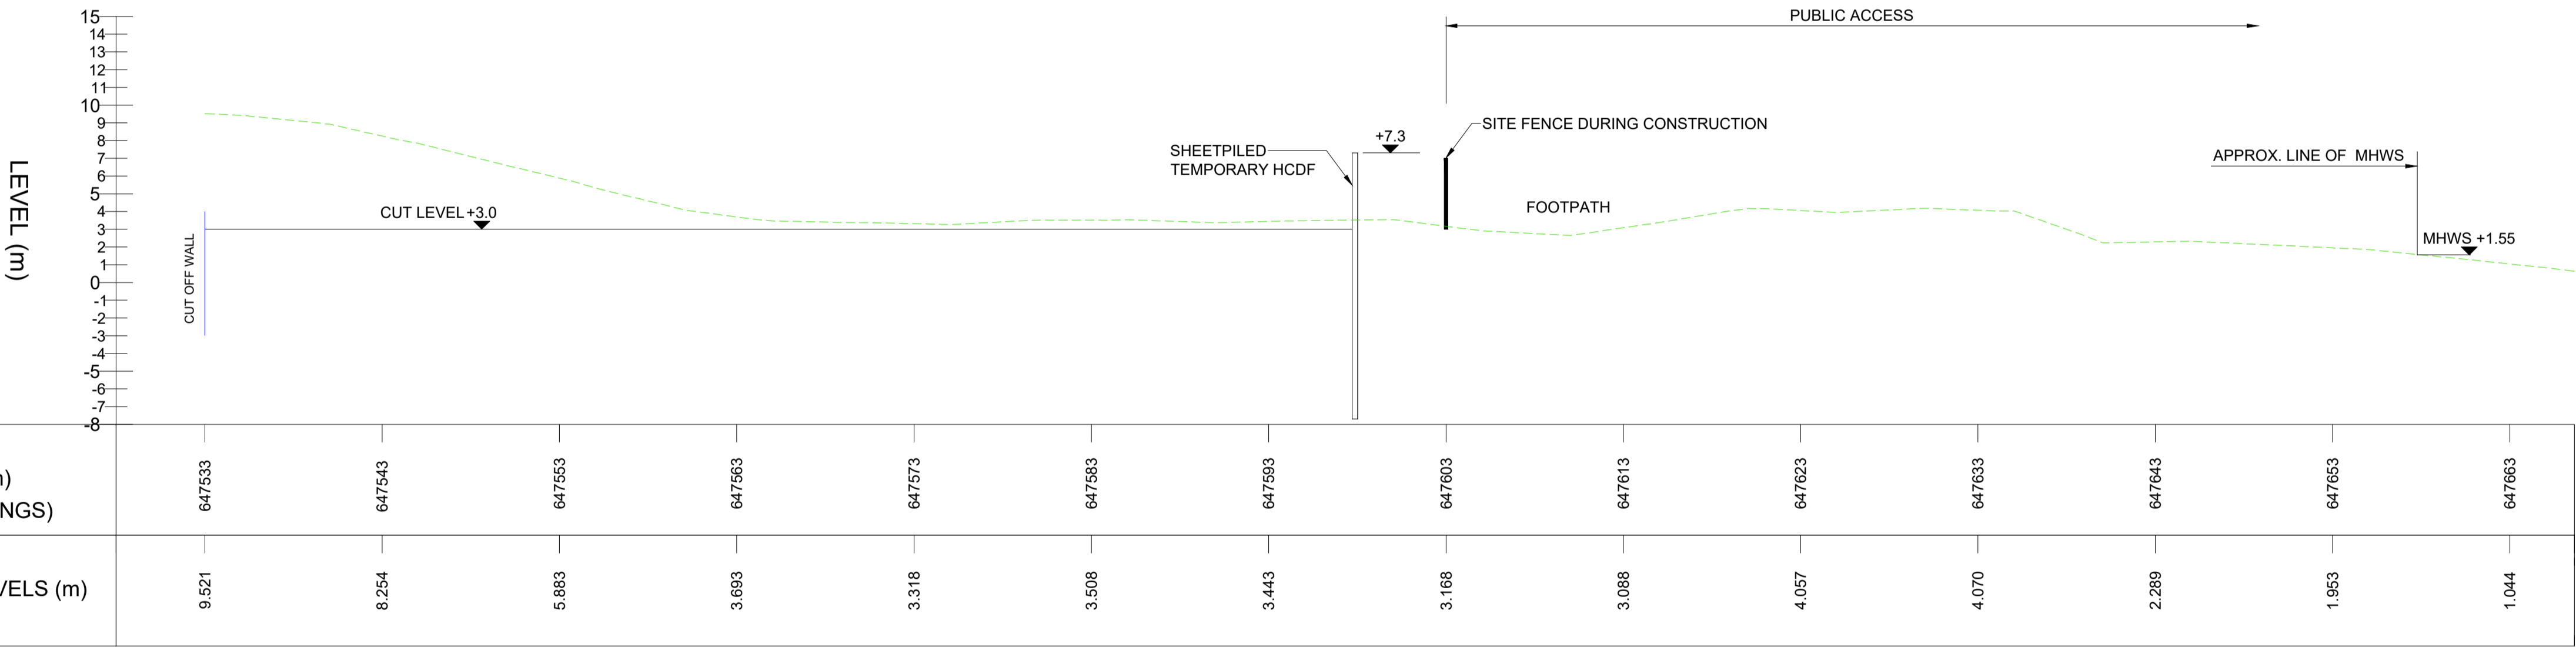 PUBLIC ACCESS
15
14
13
12
11
10
9
8
7
6
5
4
3
2
1
0
-1
-2
-3
-4
-5
-6
-7
-8
LEVEL (m)
CUT OFF WALL
CUT LEVEL +3.0
SHEETPILED
TEMPORARY HCDF
+7.3
SITE FENCE DURING CONSTRUCTION
FOOTPATH
APPROX. LINE OF MHWS
MHWS +1.55
647533 647543 647553 647563 647573 647583 647593 647603 647613 647623 647633 647643 647653 647663
NGS)
VELS (m)
9.521 8.254 5.883 3.693 3.318 3.508 3.443 3.168 3.088 4.057 4.070 2.289 1.953 1.044